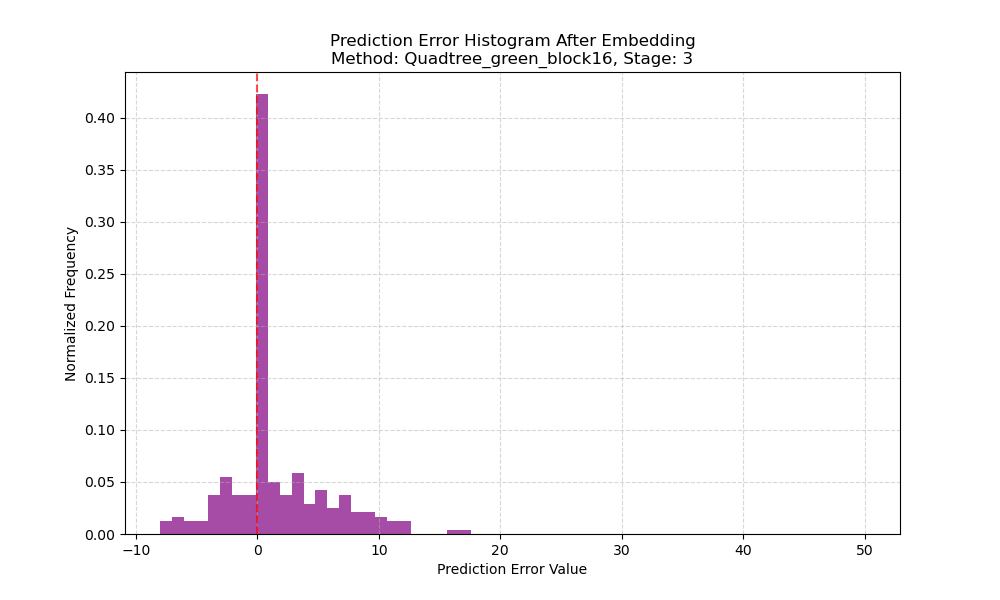 Prediction Error Histogram After Embedding
Method: Quadtree_green_block16, Stage: 3
Normalized Frequency
0.40
0.35
0.30
0.25
0.20
0.15
0.10
0.05
0.00
−10 0 10 20 30 40 50
Prediction Error Value